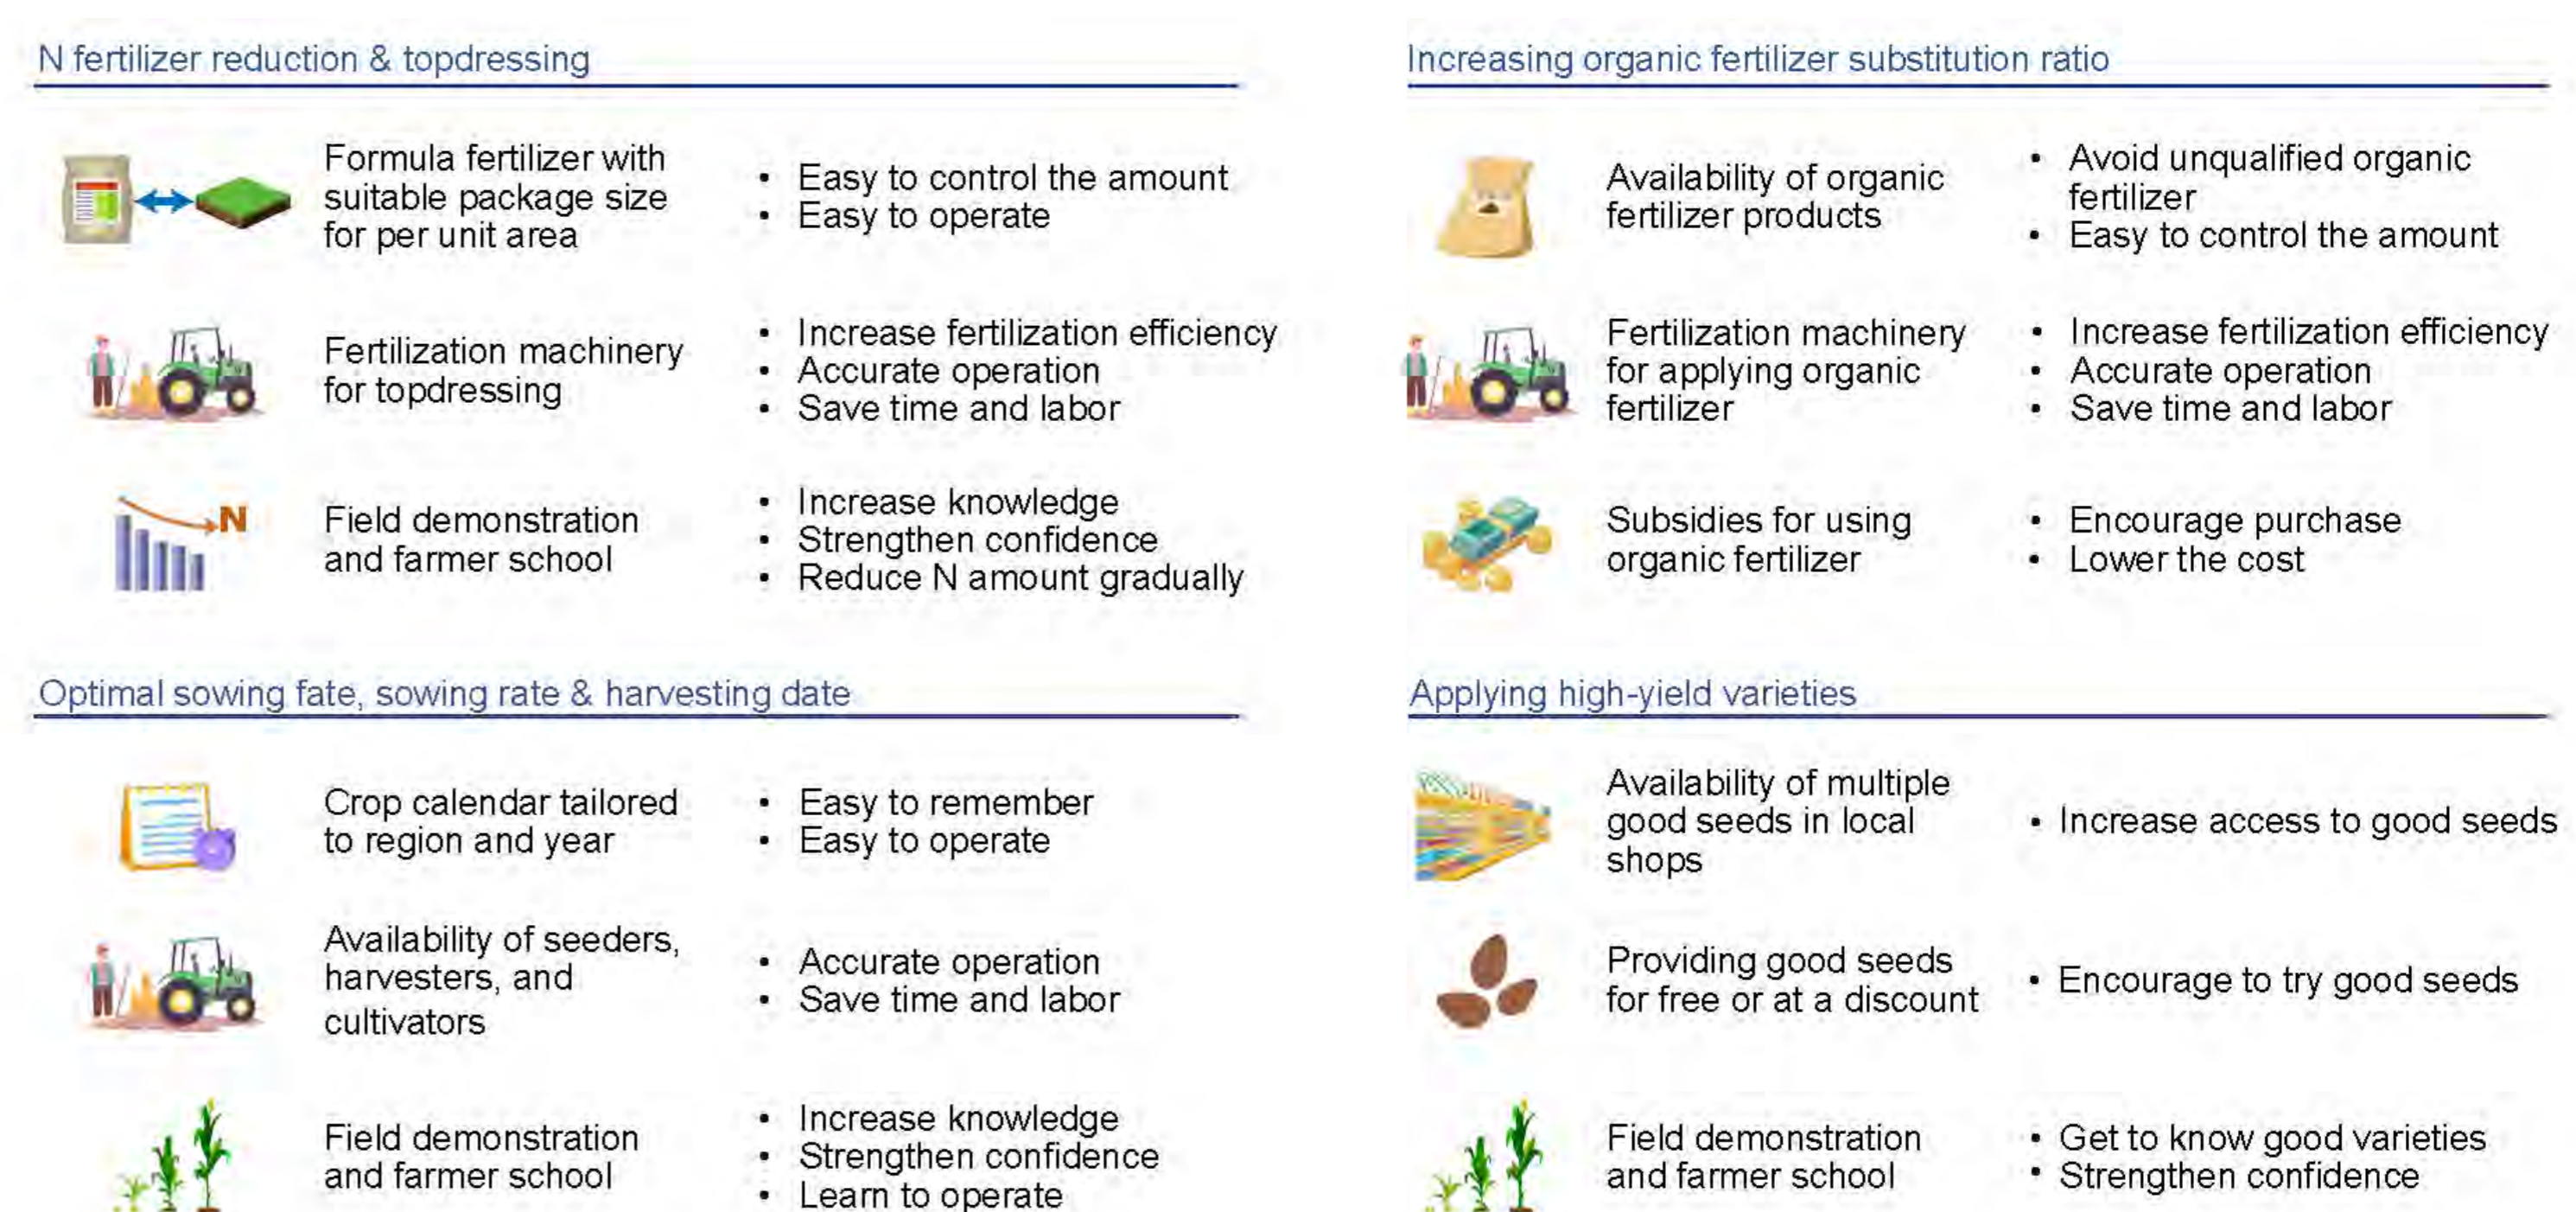 N fertilizer reduction & topdressing
Formula fertilizer with
suitable package size
for per unit area
• Easy to control the amount
• Easy to operate
Fertilization machinery
for topdressing
• Increase fertilization efficiency
• Accurate operation
• Save time and labor
N
Field demonstration
and farmer school
• Increase knowledge
• Strengthen confidence
• Reduce N amount gradually
Increasing organic fertilizer substitution ratio
Availability of organic
fertilizer products
• Avoid unqualified organic
fertilizer
• Easy to control the amount
Fertilization machinery
for applying organic
fertilizer
• Increase fertilization efficiency
• Accurate operation
• Save time and labor
Subsidies for using
organic fertilizer
• Encourage purchase
• Lower the cost
Optimal sowing fate, sowing rate & harvesting date
Crop calendar tailored
to region and year
• Easy to remember
• Easy to operate
Availability of seeders,
harvesters, and
cultivators
• Accurate operation
• Save time and labor
Field demonstration
and farmer school
• Increase knowledge
• Strengthen confidence
• Learn to operate
Applying high-yield varieties
Availability of multiple
good seeds in local
shops
• Increase access to good seeds
Providing good seeds
for free or at a discount
• Encourage to try good seeds
Field demonstration
and farmer school
• Get to know good varieties
• Strengthen confidence